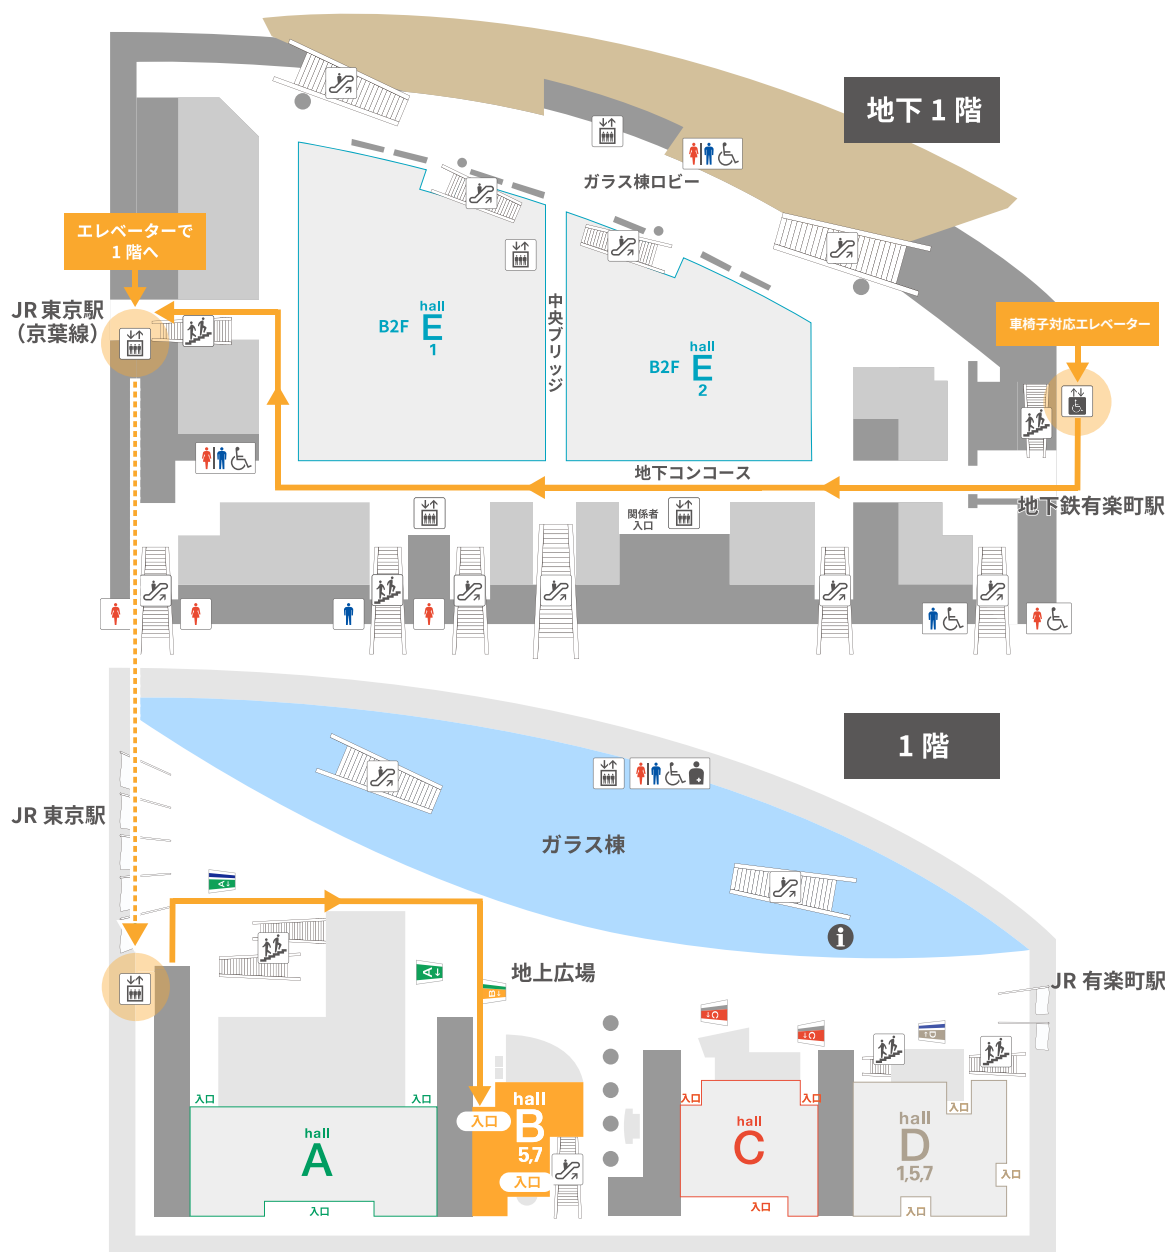 地下1階
ガラス棟ロビー
エレベーターで
1階へ
JR東京駅
（京葉線）
hall
B2F E
1
中央ブリッジ
hall
B2F E
2
車椅子対応エレベーター
地下コンコース
地下鉄有楽町駅
関係者
入口
1階
JR東京駅
ガラス棟
A
i
A
地上広場
B
C
C
D
JR有楽町駅
入口
入口
hall
A
入口
入口
hall
B
5,7
入口
入口
入口
hall
C
入口
入口
hall
D
1,5,7
入口
入口